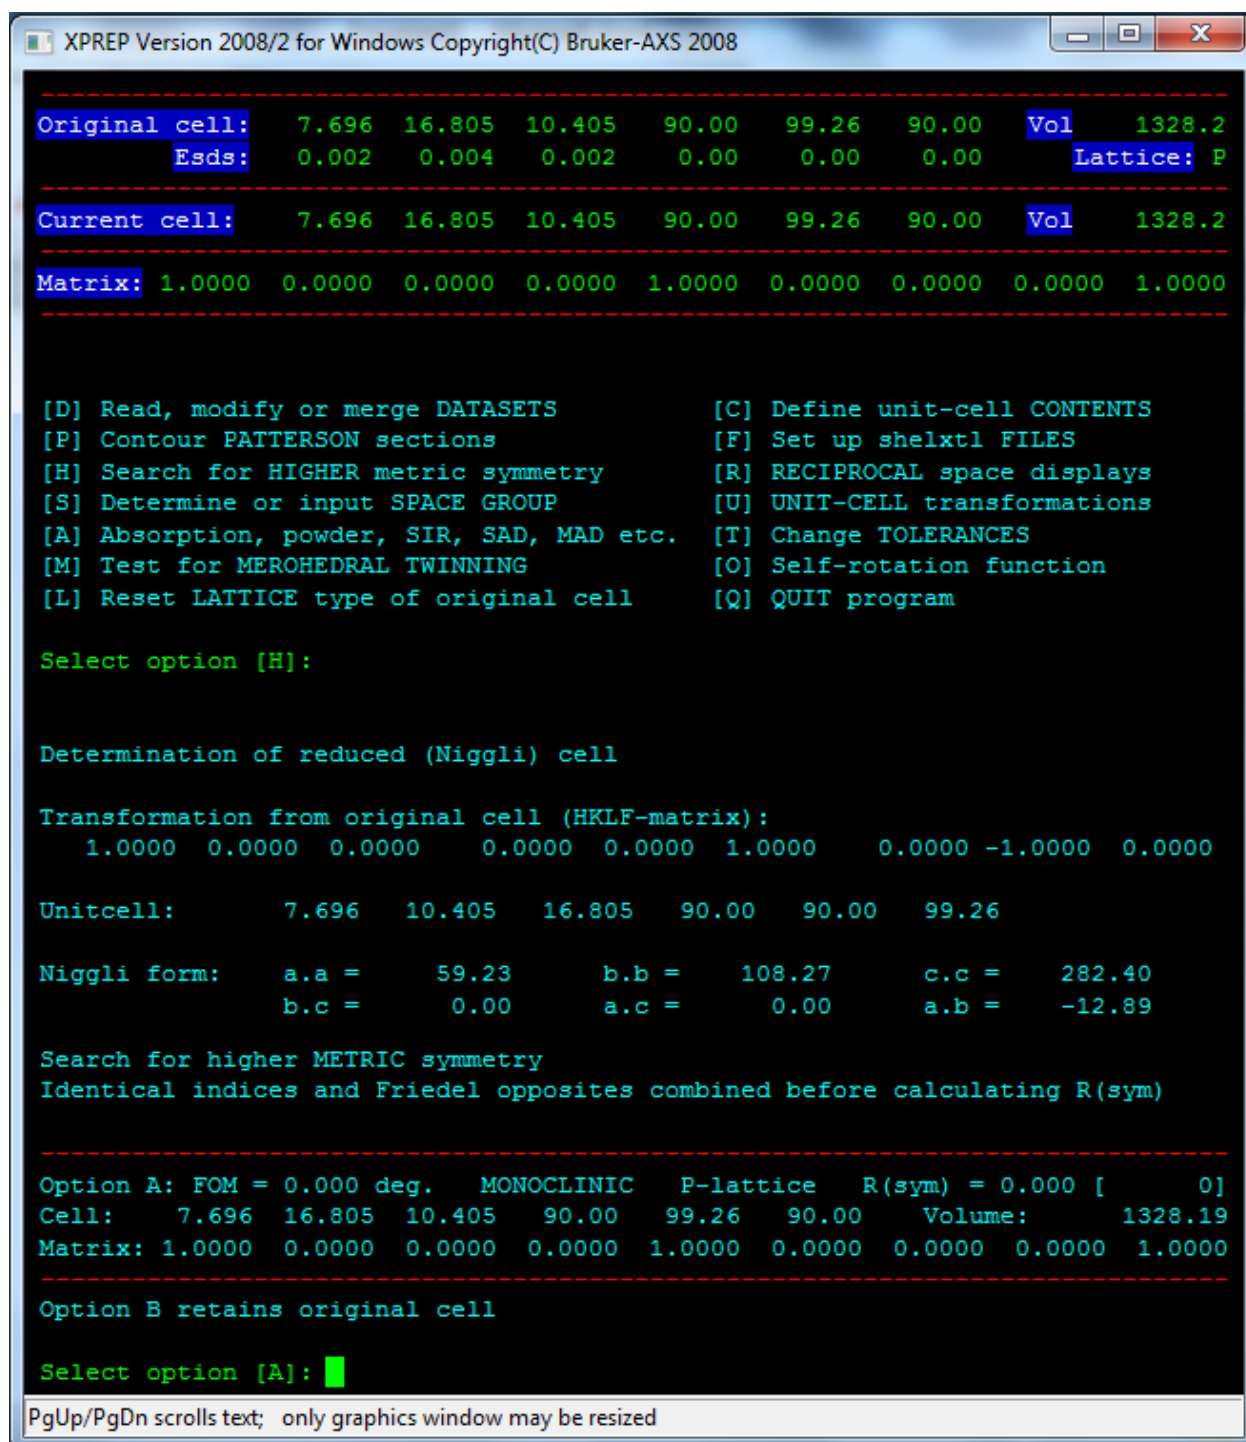 XPREP Version 2008/2 for Windows Copyright(C) Bruker-AXS 2008
Original cell: 7.696 16.805 10.405 90.00 99.26 90.00 Vol 1328.2
Esds: 0.002 0.004 0.002 0.00 0.00 0.00 Lattice: P
Current cell: 7.696 16.805 10.405 90.00 99.26 90.00 Vol 1328.2
Matrix: 1.0000 0.0000 0.0000 0.0000 1.0000 0.0000 0.0000 0.0000 1.0000
[D] Read, modify or merge DATASETS [C] Define unit-cell CONTENTS
[P] Contour PATTERSON sections [F] Set up shelxtl FILES
[H] Search for HIGHER metric symmetry [R] RECIPROCAL space displays
[S] Determine or input SPACE GROUP [U] UNIT-CELL transformations
[A] Absorption, powder, SIR, SAD, MAD etc. [T] Change TOLERANCES
[M] Test for MEROHEDRAL TWINNING [O] Self-rotation function
[L] Reset LATTICE type of original cell [Q] QUIT program
Select option [H]:
Determination of reduced (Niggli) cell
Transformation from original cell (HKLF-matrix):
1.0000 0.0000 0.0000 0.0000 0.0000 1.0000 0.0000 -1.0000 0.0000
Unitcell: 7.696 10.405 16.805 90.00 90.00 99.26
Niggli form: a.a = 59.23 b.b = 108.27 c.c = 282.40
b.c = 0.00 a.c = 0.00 a.b = -12.89
Search for higher METRIC symmetry
Identical indices and Friedel opposites combined before calculating R(sym)
Option A: FOM = 0.000 deg. MONOCLINIC P-lattice R(sym) = 0.000 [ 0]
Cell: 7.696 16.805 10.405 90.00 99.26 90.00 Volume: 1328.19
Matrix: 1.0000 0.0000 0.0000 0.0000 1.0000 0.0000 0.0000 0.0000 1.0000
Option B retains original cell
Select option [A]:
PgUp/PgDn scrolls text; only graphics window may be resized